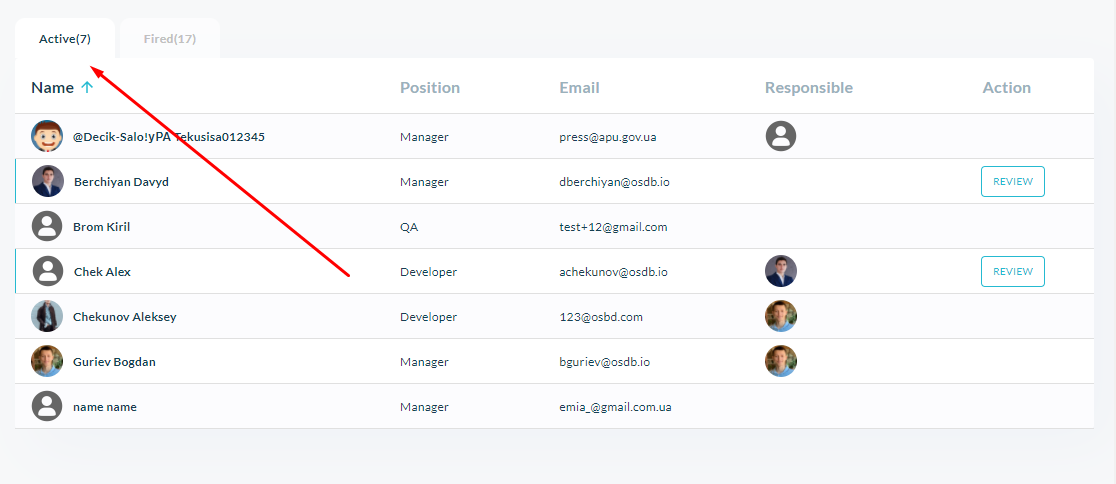 Active(7) Fired(17)
Name Position Email Responsible Action
@Decik-Salo!yPA Tekusisa012345 Manager press@apu.gov.ua
Berchiyan Davyd Manager dberchiyan@osdb.io REVIEW
Brom Kiril QA test+12@gmail.com
Chek Alex Developer achekunov@osdb.io REVIEW
Chekunov Aleksey Developer 123@osbd.com
Guriev Bogdan Manager bguriev@osdb.io
name name Manager emia_@gmail.com.ua